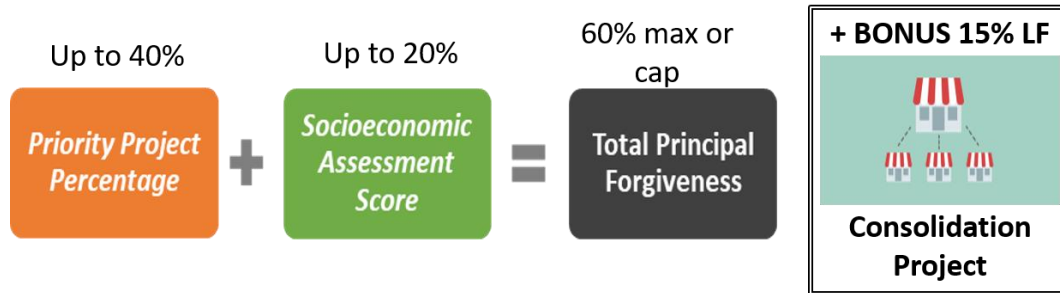 Up to 40%
Priority Project
Percentage
+
Up to 20%
Socioeconomic
Assessment
Score
=
60% max or
cap
Total Principal
Forgiveness
+ BONUS 15% LF
Consolidation
Project